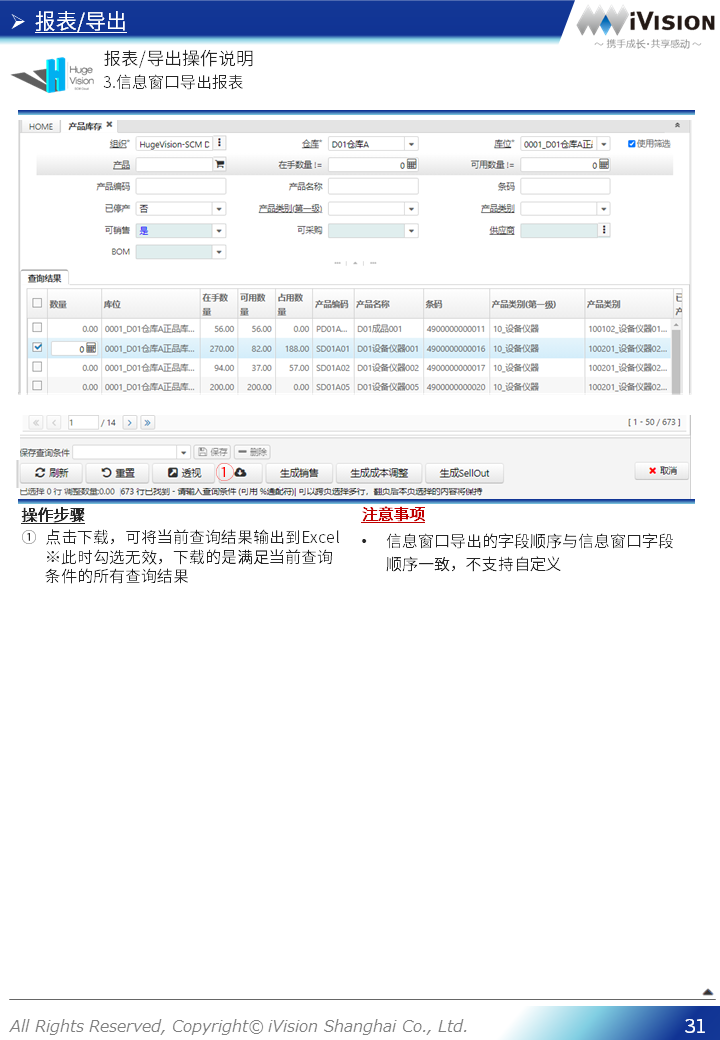 报表/导出
iVISION
～ 携手成长·共享感动 ～
Huge
Vision
报表/导出操作说明
3.信息窗口导出报表
HOME 产品库存
组织* HugeVision-SCM D 仓库* D01仓库A 库位* 0001_D01仓库A正品 使用筛选
产品 在手数量 != 0 可用数量 != 0
产品编码 产品名称 条码
已停产 否 产品类别(第一级) 产品类别
可销售 是 可采购 供应商
BOM
查询结果
数量 库位 在手数量 可用数量 占用数量 产品编码 产品名称 条码 产品类别(第一级) 产品类别
0.00 0001_D01仓库A正品库... 56.00 56.00 0.00 PD01A... D01成品001 4900000000011 10_设备仪器 100102_设备仪器01...
0 0001_D01仓库A正品库... 270.00 82.00 188.00 SD01A01 D01设备仪器001 4900000000016 10_设备仪器 100201_设备仪器02...
0.00 0001_D01仓库A正品库... 94.00 37.00 57.00 SD01A02 D01设备仪器002 4900000000017 10_设备仪器 100201_设备仪器02...
0.00 0001_D01仓库A正品库... 200.00 200.00 0.00 SD01A05 D01设备仪器005 4900000000020 10_设备仪器 100201_设备仪器02...
1 / 14 [ 1 - 50 / 673 ]
保存查询条件 保存 删除
刷新 重置 透视 1 生成销售 生成成本调整 生成SellOut 取消
已选择 0 行 调整数量:0.00 |673 行已找到 - 请输入查询条件 (可用 %通配符)| 可以跨页选择多行，翻页后本页选择的内容将保持
操作步骤
① 点击下载，可将当前查询结果输出到Excel
※此时勾选无效，下载的是满足当前查询
条件的所有查询结果
注意事项
• 信息窗口导出的字段顺序与信息窗口字段
顺序一致，不支持自定义
All Rights Reserved, Copyright© iVision Shanghai Co., Ltd.
31